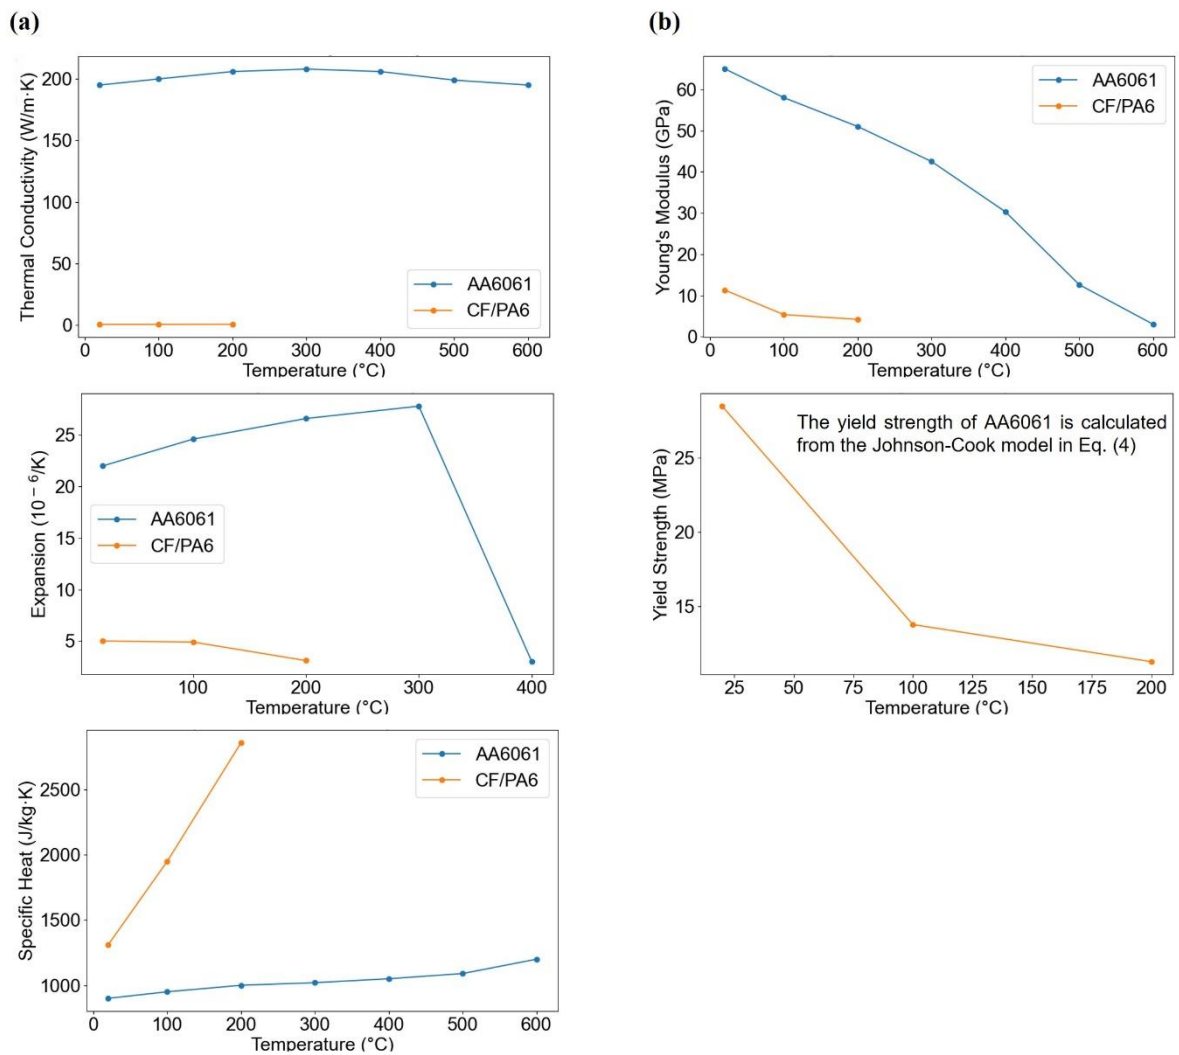 (a)
Thermal Conductivity (W/m·K)
200
150
100
50
0
AA6061
CF/PA6
0 100 200 300 400 500 600
Temperature (°C)
Expansion (10⁻⁶/K)
25
20
15
10
5
AA6061
CF/PA6
100 200 300 400
Temperature (°C)
Specific Heat (J/kg·K)
2500
2000
1500
1000
AA6061
CF/PA6
0 100 200 300 400 500 600
Temperature (°C)
(b)
Young's Modulus (GPa)
60
50
40
30
20
10
0
AA6061
CF/PA6
0 100 200 300 400 500 600
Temperature (°C)
Yield Strength (MPa)
25
20
15
The yield strength of AA6061 is calculated
from the Johnson-Cook model in Eq. (4)
25 50 75 100 125 150 175 200
Temperature (°C)